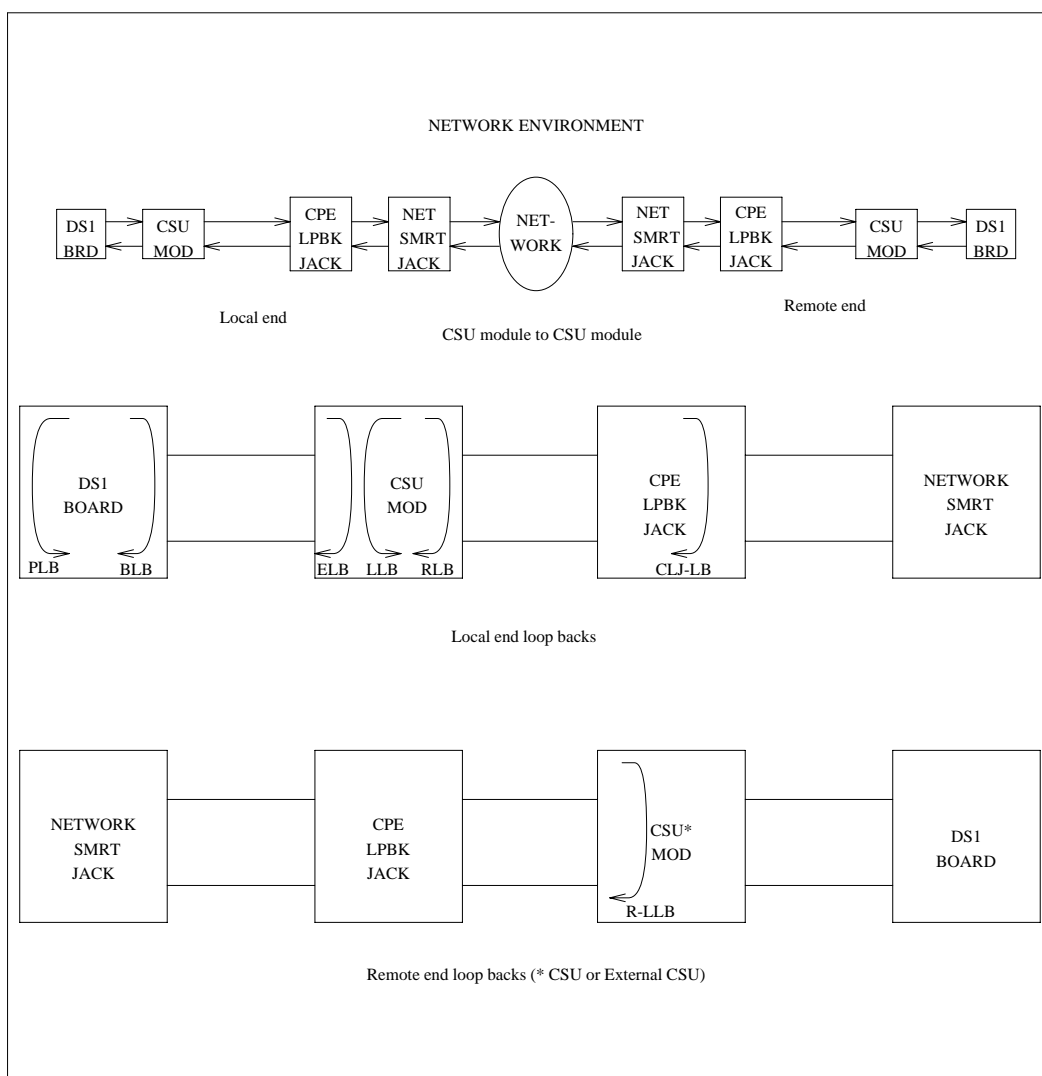 NETWORK ENVIRONMENT
DS1
BRD
CSU
MOD
CPE
LPBK
JACK
NET
SMRT
JACK
NET-
WORK
NET
SMRT
JACK
CPE
LPBK
JACK
CSU
MOD
DS1
BRD
Local end
Remote end
CSU module to CSU module
DS1
BOARD
PLB
BLB
CSU
MOD
ELB
LLB
RLB
CPE
LPBK
JACK
CLJ-LB
NETWORK
SMRT
JACK
Local end loop backs
NETWORK
SMRT
JACK
CPE
LPBK
JACK
CSU*
MOD
R-LLB
DS1
BOARD
Remote end loop backs (* CSU or External CSU)